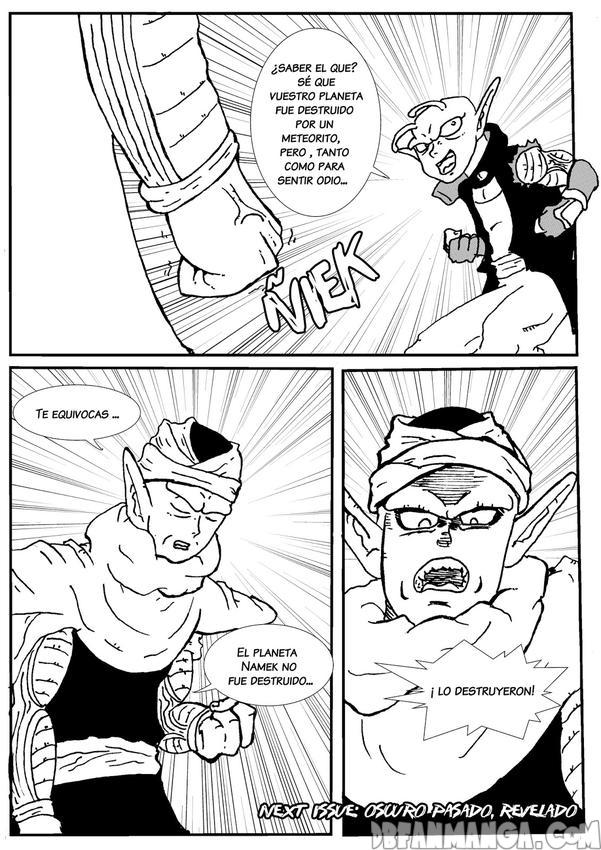 ¿SABER EL QUE?
SÉ QUE
VUESTRO PLANETA
FUE DESTRUIDO
POR UN
METEORITO,
PERO , TANTO
COMO PARA
SENTIR ODIO...
ÑIEK
TE EQUIVOCAS ...
EL PLANETA
NAMEK NO
FUE DESTRUIDO...
¡ LO DESTRUYERON!
NEXT ISSUE: OSCURO PASADO, REVELADO
DBFANMANGA.COM